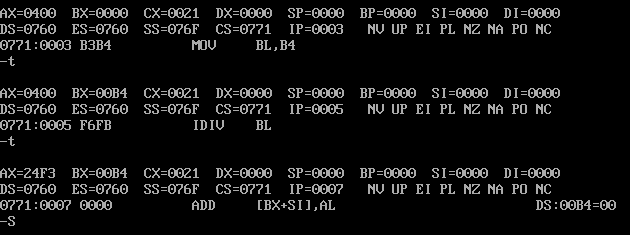 AX=0400 BX=0000 CX=0021 DX=0000 SP=0000 BP=0000 SI=0000 DI=0000
DS=0760 ES=0760 SS=076F CS=0771 IP=0003 NV UP EI PL NZ NA PO NC
0771:0003 B3B4 MOV BL,B4
-t
AX=0400 BX=00B4 CX=0021 DX=0000 SP=0000 BP=0000 SI=0000 DI=0000
DS=0760 ES=0760 SS=076F CS=0771 IP=0005 NV UP EI PL NZ NA PO NC
0771:0005 F6FB IDIV BL
-t
AX=24F3 BX=00B4 CX=0021 DX=0000 SP=0000 BP=0000 SI=0000 DI=0000
DS=0760 ES=0760 SS=076F CS=0771 IP=0007 NV UP EI PL NZ NA PO NC
0771:0007 0000 ADD [BX+SI],AL DS:00B4=00
-S